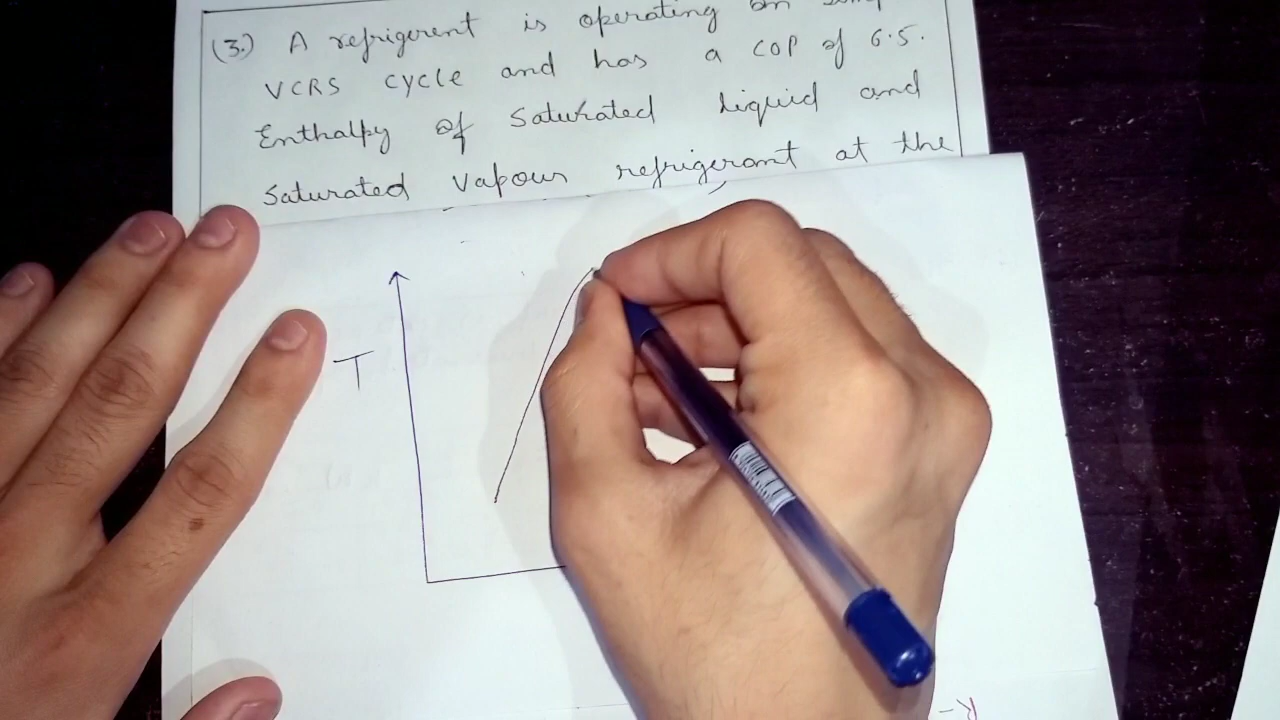 (3.) A refrigerent is operating on
VCRS cycle and has a COP of 6.5.
Enthalpy of saturated liquid and
saturated vapour refrigerant at the
T
R-